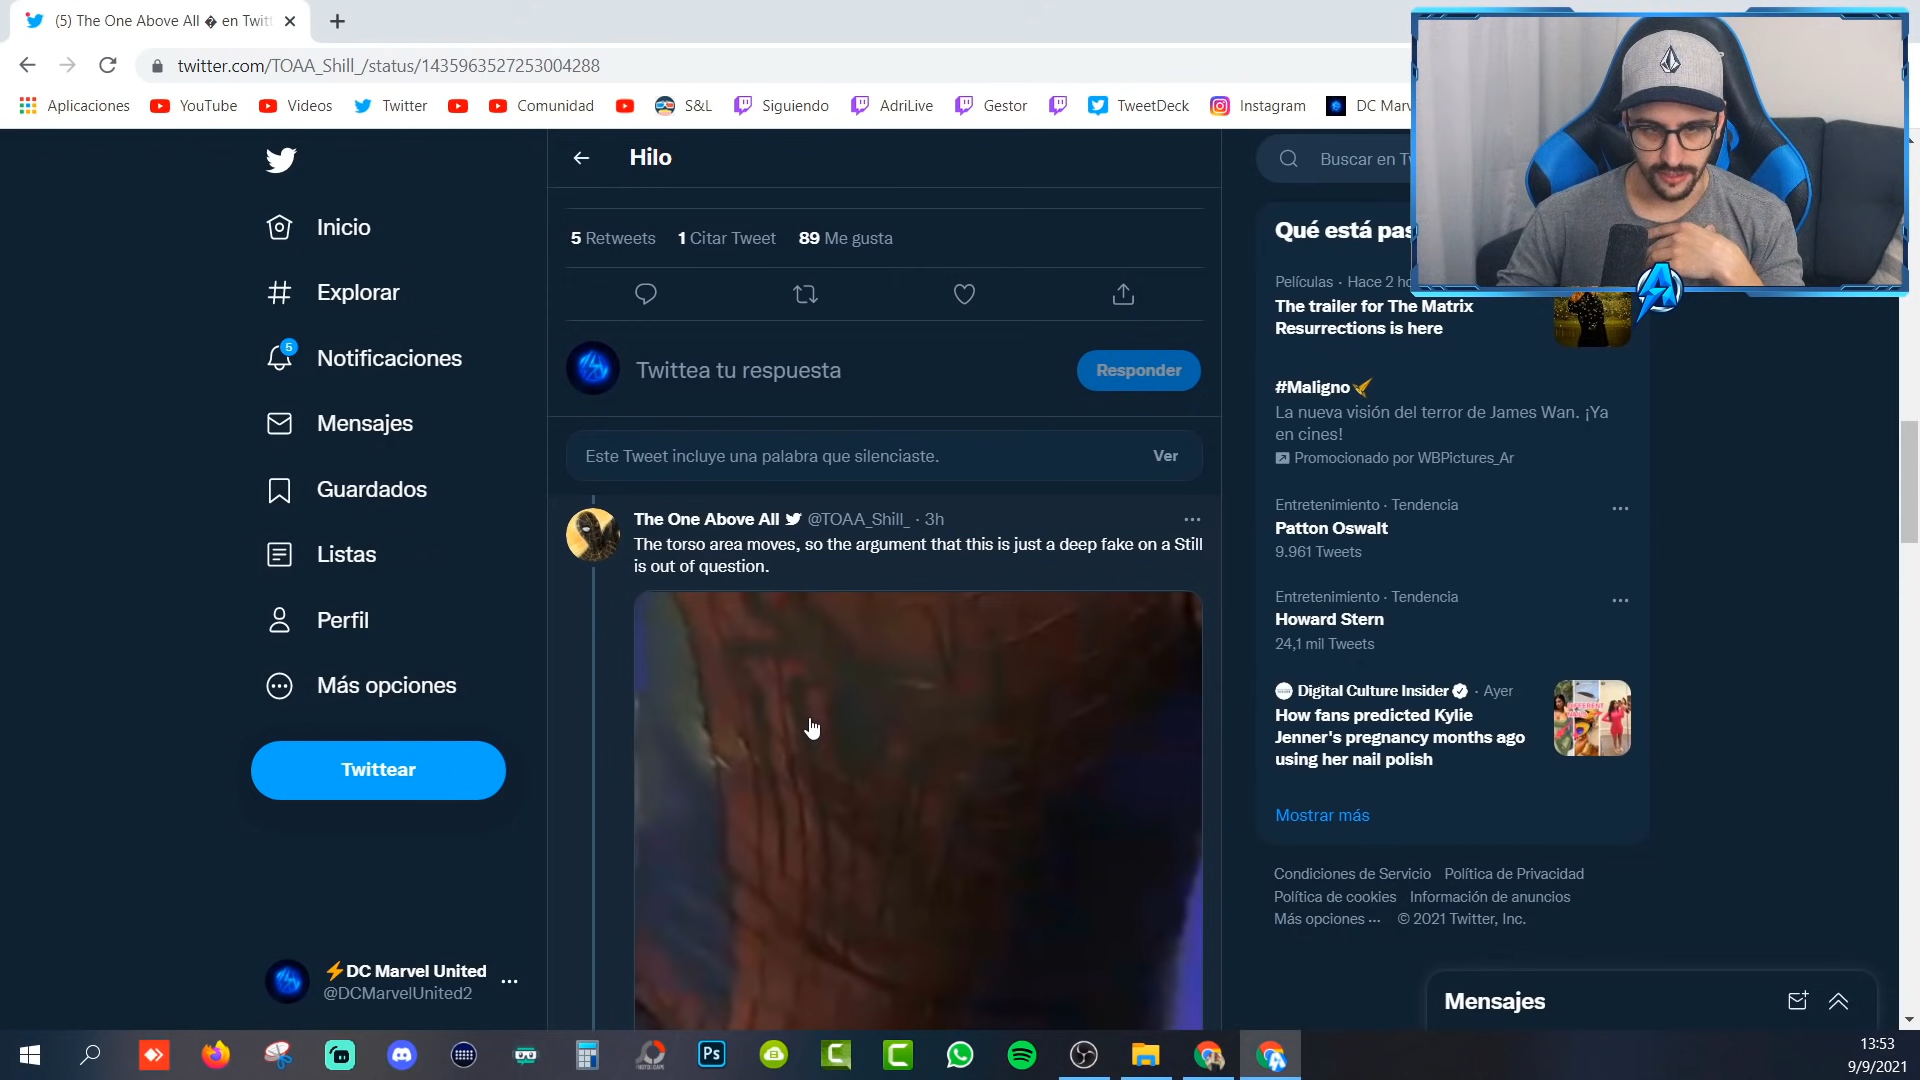 (5) The One Above All � en Twitt
twitter.com/TOAA_Shill_/status/1435963527253004288
Aplicaciones
YouTube
Videos
Twitter
Comunidad
S&L
Siguiendo
AdriLive
Gestor
TweetDeck
Instagram
DC Marv
Hilo
Buscar en Tw
Inicio
Explorar
5
Notificaciones
Mensajes
Guardados
Listas
Perfil
Más opciones
Twittear
⚡DC Marvel United
@DCMarvelUnited2
5 Retweets 1 Citar Tweet 89 Me gusta
Twittea tu respuesta
Responder
Este Tweet incluye una palabra que silenciaste.
Ver
The One Above All @TOAA_Shill_ · 3h
The torso area moves, so the argument that this is just a deep fake on a Still
is out of question.
Qué está pas
Películas · Hace 2 ho
The trailer for The Matrix
Resurrections is here
#Maligno
La nueva visión del terror de James Wan. ¡Ya
en cines!
Promocionado por WBPictures_Ar
Entretenimiento · Tendencia
Patton Oswalt
9.961 Tweets
Entretenimiento · Tendencia
Howard Stern
24,1 mil Tweets
Digital Culture Insider · Ayer
How fans predicted Kylie
Jenner's pregnancy months ago
using her nail polish
Mostrar más
Condiciones de Servicio Política de Privacidad
Política de cookies Información de anuncios
Más opciones ··· © 2021 Twitter, Inc.
Mensajes
Ps
13:53
9/9/2021